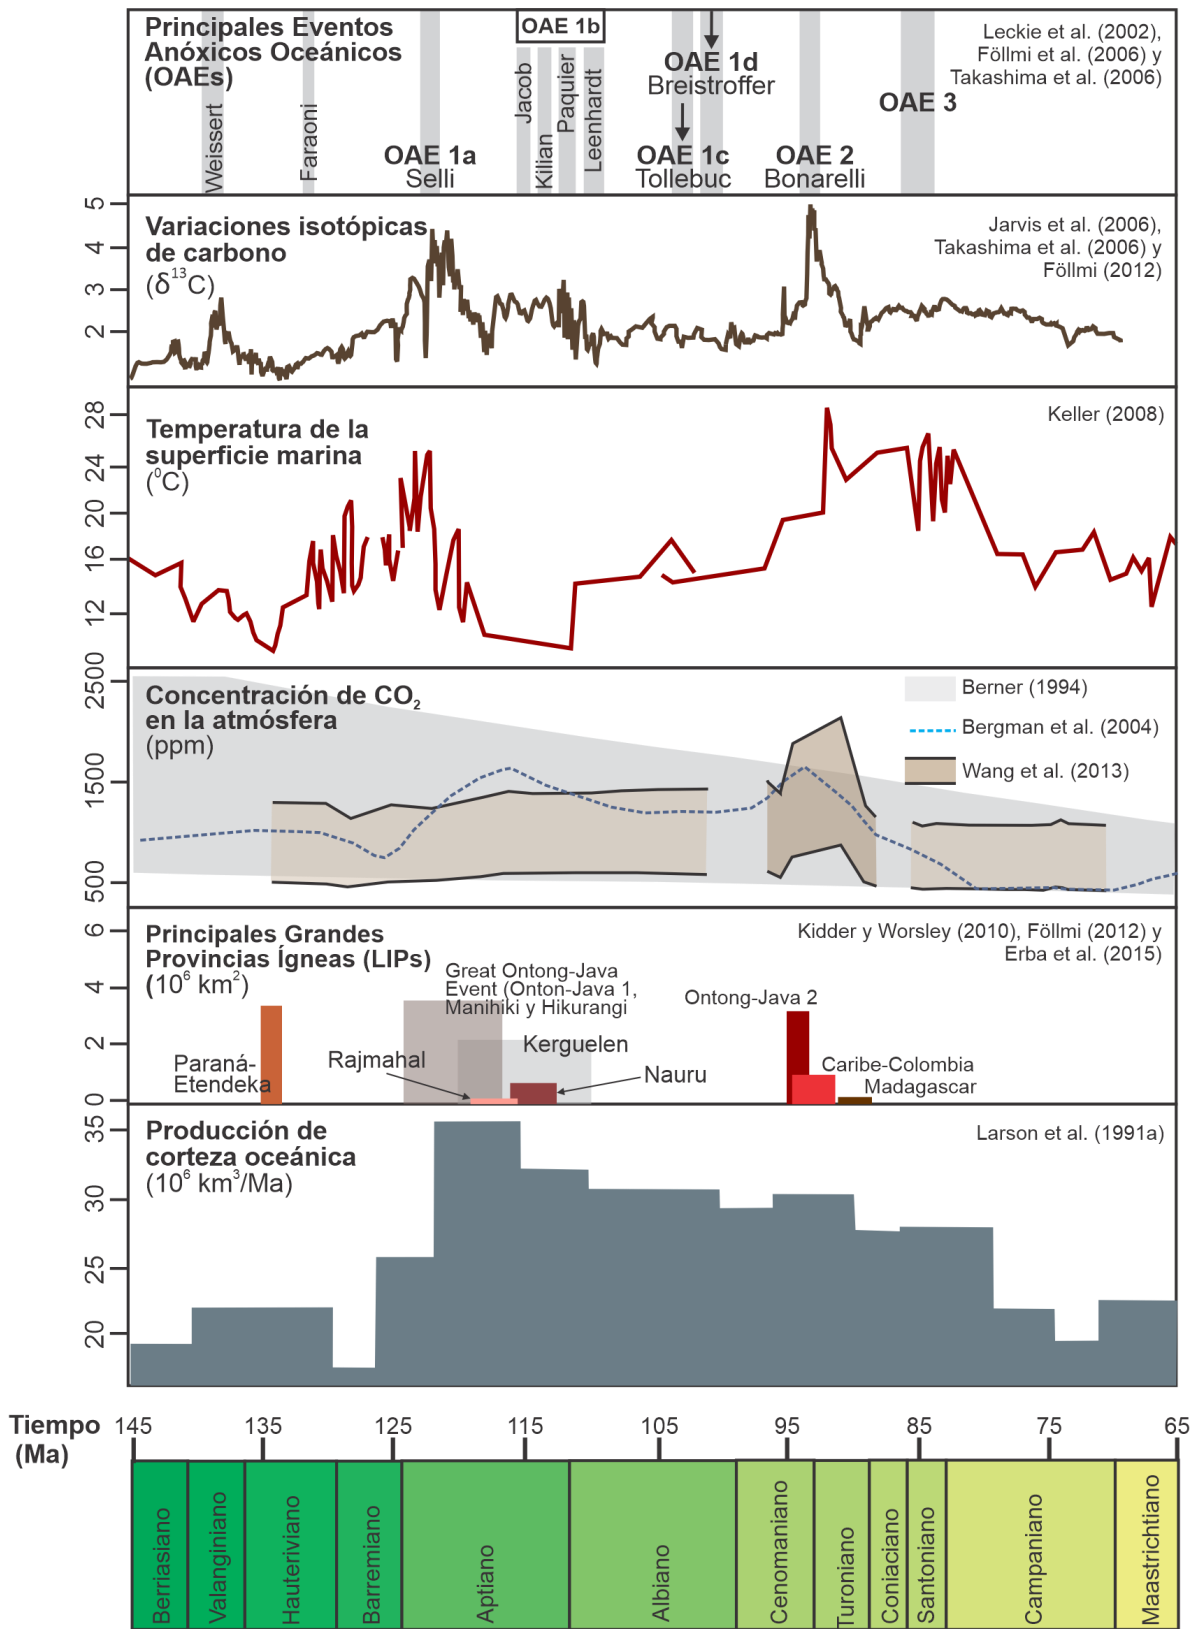 Principales Eventos
Anóxicos Oceánicos
(OAEs)
OAE 1b
Leckie et al. (2002),
Föllmi et al. (2006) y
Takashima et al. (2006)
Weissert
Faraoni
OAE 1a
Selli
Jacob
Kilian
Paquier
Leenhardt
OAE 1d
Breistroffer
OAE 1c
Tollebuc
OAE 2
Bonarelli
OAE 3
5
4
3
2
Variaciones isotópicas
de carbono
(δ13C)
Jarvis et al. (2006),
Takashima et al. (2006) y
Föllmi (2012)
28
24
20
16
12
Temperatura de la
superficie marina
(0C)
Keller (2008)
2500
1500
500
Concentración de CO2
en la atmósfera
(ppm)
Berner (1994)
Bergman et al. (2004)
Wang et al. (2013)
6
4
2
0
Principales Grandes
Provincias Ígneas (LIPs)
(106 km2)
Kidder y Worsley (2010), Föllmi (2012) y
Erba et al. (2015)
Great Ontong-Java
Event (Onton-Java 1,
Manihiki y Hikurangi
Paraná-
Etendeka
Rajmahal
Kerguelen
Nauru
Ontong-Java 2
Caribe-Colombia
Madagascar
35
30
25
20
Producción de
corteza oceánica
(106 km3/Ma)
Larson et al. (1991a)
Tiempo
(Ma)
145 135 125 115 105 95 85 75 65
Berriasiano
Valanginiano
Hauteriviano
Barremiano
Aptiano
Albiano
Cenomaniano
Turoniano
Coniaciano
Santoniano
Campaniano
Maastrichtiano